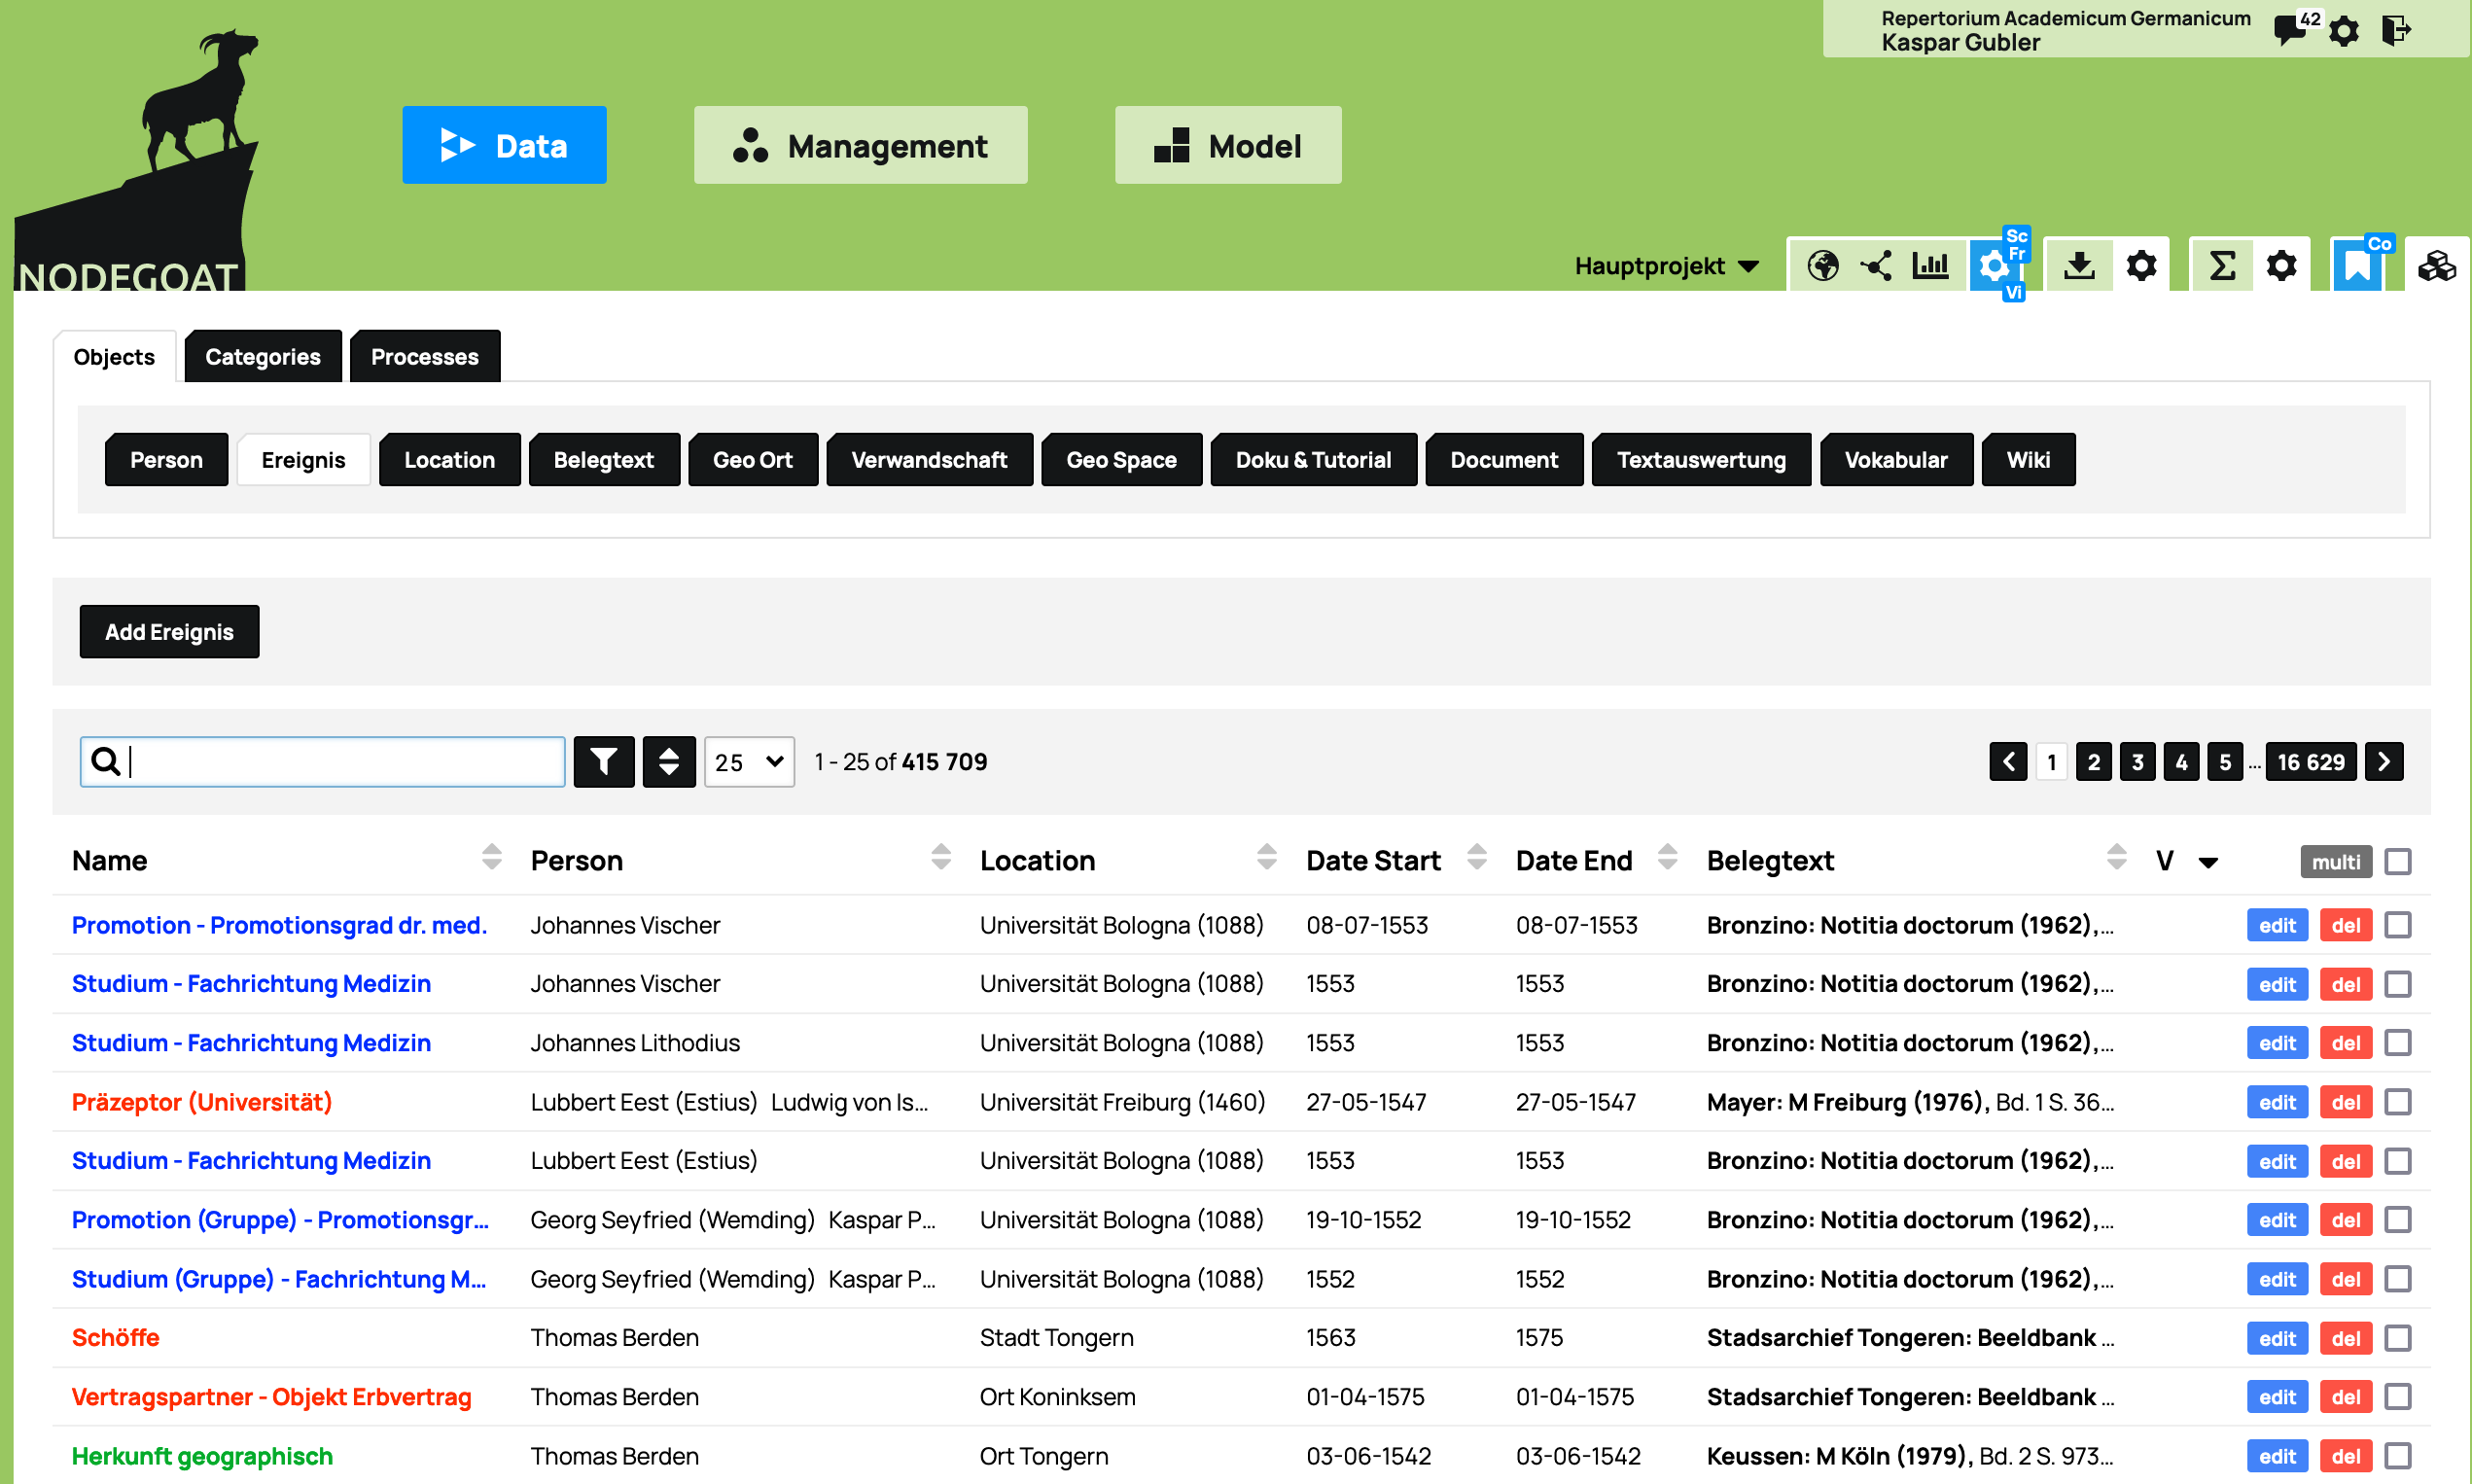 Repertorium Academicum Germanicum
Kaspar Gubler
42
Data
Management
Model
NODEGOAT
Hauptprojekt
Sc
Fr
Vi
Co
Objects
Categories
Processes
Person
Ereignis
Location
Belegtext
Geo Ort
Verwandschaft
Geo Space
Doku & Tutorial
Document
Textauswertung
Vokabular
Wiki
Add Ereignis
25
1 - 25 of 415 709
1 2 3 4 5 ... 16 629
Name Person Location Date Start Date End Belegtext V multi
Promotion - Promotionsgrad dr. med. Johannes Vischer Universität Bologna (1088) 08-07-1553 08-07-1553 Bronzino: Notitia doctorum (1962),... edit del
Studium - Fachrichtung Medizin Johannes Vischer Universität Bologna (1088) 1553 1553 Bronzino: Notitia doctorum (1962),... edit del
Studium - Fachrichtung Medizin Johannes Lithodius Universität Bologna (1088) 1553 1553 Bronzino: Notitia doctorum (1962),... edit del
Präzeptor (Universität) Lubbert Eest (Estius) Ludwig von Is... Universität Freiburg (1460) 27-05-1547 27-05-1547 Mayer: M Freiburg (1976), Bd. 1 S. 36... edit del
Studium - Fachrichtung Medizin Lubbert Eest (Estius) Universität Bologna (1088) 1553 1553 Bronzino: Notitia doctorum (1962),... edit del
Promotion (Gruppe) - Promotionsgr... Georg Seyfried (Wemding) Kaspar P... Universität Bologna (1088) 19-10-1552 19-10-1552 Bronzino: Notitia doctorum (1962),... edit del
Studium (Gruppe) - Fachrichtung M... Georg Seyfried (Wemding) Kaspar P... Universität Bologna (1088) 1552 1552 Bronzino: Notitia doctorum (1962),... edit del
Schöffe Thomas Berden Stadt Tongern 1563 1575 Stadsarchief Tongeren: Beeldbank ... edit del
Vertragspartner - Objekt Erbvertrag Thomas Berden Ort Koninksem 01-04-1575 01-04-1575 Stadsarchief Tongeren: Beeldbank ... edit del
Herkunft geographisch Thomas Berden Ort Tongern 03-06-1542 03-06-1542 Keussen: M Köln (1979), Bd. 2 S. 973... edit del